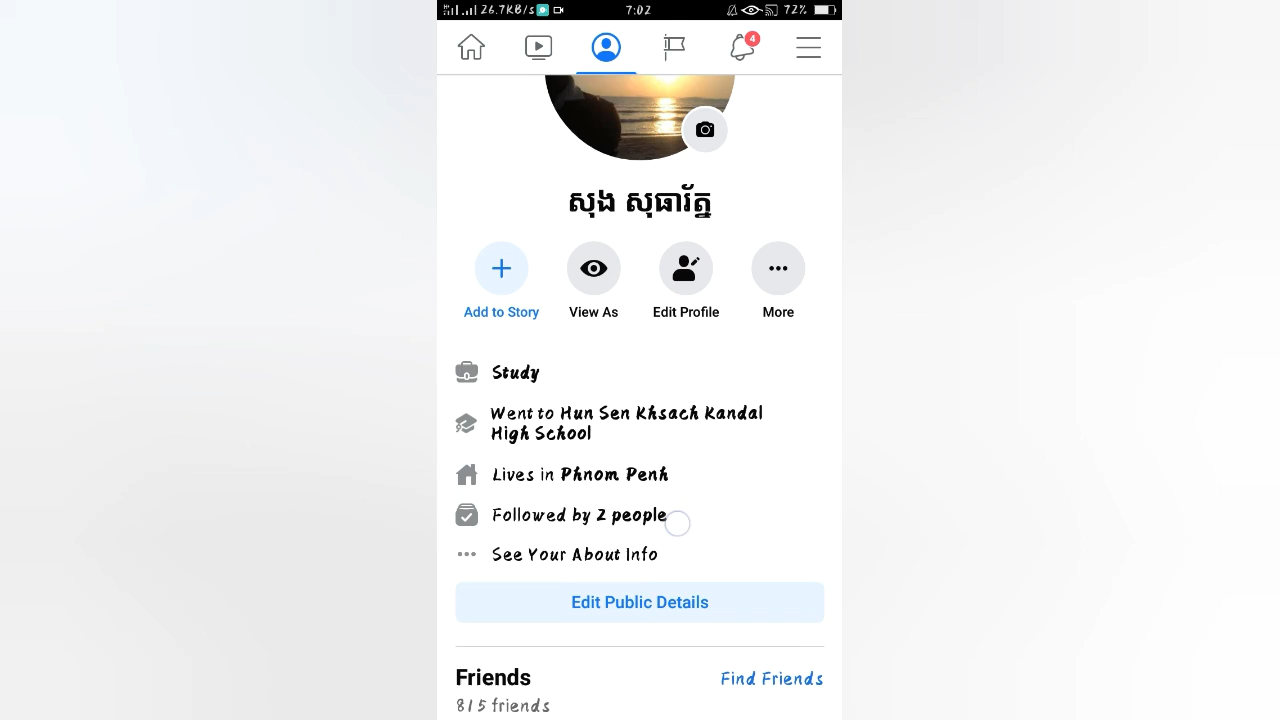 26.7KB/s 7:02 72%
4
សុង សុធារ័ត្ន
Add to Story View As Edit Profile More
Study
Went to Hun Sen Khsach Kandal
High School
Lives in Phnom Penh
Followed by 2 people
See Your About Info
Edit Public Details
Friends Find Friends
815 friends